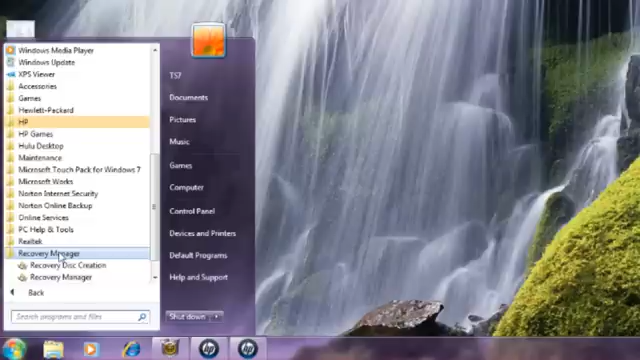 Windows Media Player
Windows Update
XPS Viewer
Accessories
Games
Hewlett-Packard
HP
HP Games
Hulu Desktop
Maintenance
Microsoft Touch Pack for Windows 7
Microsoft Works
Norton Internet Security
Norton Online Backup
Online Services
PC Help & Tools
Realtek
Recovery Manager
Recovery Disc Creation
Recovery Manager
Back
Search programs and files
TS7
Documents
Pictures
Music
Games
Computer
Control Panel
Devices and Printers
Default Programs
Help and Support
Shut down